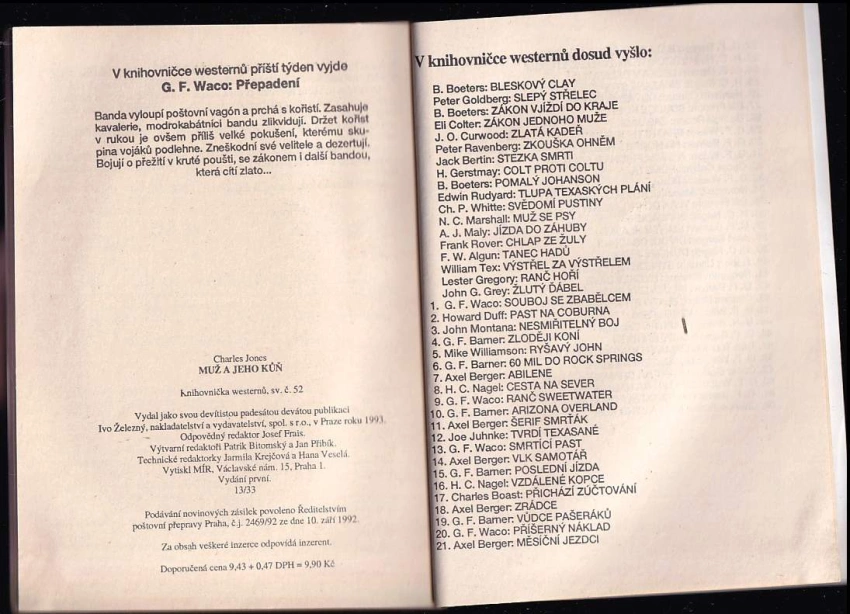 V knihovničce westernů příští týden vyjde
G. F. Waco: Přepadení
Banda vyloupí poštovní vagón a prchá s kořistí. Zasahuje
kavalerie, modrokabátníci bandu zlikvidují. Držet kořist
v rukou je ovšem příliš velké pokušení, kterému sku-
pina vojáků podlehne. Zneškodní své velitele a dezertují.
Bojují o přežití v kruté poušti, se zákonem i další bandou,
která cítí zlato...
Charles Jones
MUŽ A JEHO KŮŇ
Knihovnička westernů, sv. č. 52
Vydal jako svou devítistou padesátou devátou publikaci
Ivo Železný, nakladatelství a vydavatelství, spol. s r.o., v Praze roku 1993.
Odpovědný redaktor Josef Frais.
Výtvarní redaktoři Patrik Bitomský a Jan Přibík.
Technické redaktorky Jarmila Krejčová a Hana Veselá.
Vytiskl MÍR, Václavské nám. 15, Praha 1.
Vydání první.
13/33
Podávání novinových zásilek povoleno Ředitelstvím
poštovní přepravy Praha, č.j. 2469/92 ze dne 10. září 1992.
Za obsah veškeré inzerce odpovídá inzerent.
Doporučená cena 9,43 + 0,47 DPH = 9,90 Kč
V knihovničce westernů dosud vyšlo:
B. Boeters: BLESKOVÝ CLAY
Peter Goldberg: SLEPÝ STŘELEC
B. Boeters: ZÁKON VJÍŽDÍ DO KRAJE
Eli Colter: ZÁKON JEDNOHO MUŽE
J. O. Curwood: ZLATÁ KADEŘ
Peter Ravenberg: ZKOUŠKA OHNĚM
Jack Bertin: STEZKA SMRTI
H. Gerstmay: COLT PROTI COLTU
B. Boeters: POMALÝ JOHANSON
Edwin Rudyard: TLUPA TEXASKÝCH PLÁNÍ
Ch. P. Whitte: SVĚDOMÍ PUSTINY
N. C. Marshall: MUŽ SE PSY
A. J. Maly: JÍZDA DO ZÁHUBY
Frank Rover: CHLAP ZE ŽULY
F. W. Algun: TANEC HADŮ
William Tex: VÝSTŘEL ZA VÝSTŘELEM
Lester Gregory: RANČ HOŘÍ
John G. Grey: ŽLUTÝ ĎÁBEL
1. G. F. Waco: SOUBOJ SE ZBABĚLCEM
2. Howard Duff: PAST NA COBURNA
3. John Montana: NESMIŘITELNÝ BOJ
4. G. F. Barner: ZLODĚJI KONÍ
5. Mike Williamson: RYŠAVÝ JOHN
6. G. F. Barner: 60 MIL DO ROCK SPRINGS
7. Axel Berger: ABILENE
8. H. C. Nagel: CESTA NA SEVER
9. G. F. Waco: RANČ SWEETWATER
10. G. F. Barner: ARIZONA OVERLAND
11. Axel Berger: ŠERIF SMRŤÁK
12. Joe Juhnke: TVRDÍ TEXASANÉ
13. G. F. Waco: SMRTÍCÍ PAST
14. Axel Berger: VLK SAMOTÁŘ
15. G. F. Barner: POSLEDNÍ JÍZDA
16. H. C. Nagel: VZDÁLENÉ KOPCE
17. Charles Boast: PŘICHÁZÍ ZÚČTOVÁNÍ
18. Axel Berger: ZRÁDCE
19. G. F. Barner: VŮDCE PAŠERÁKŮ
20. G. F. Waco: PŘÍŠERNÝ NÁKLAD
21. Axel Berger: MĚSÍČNÍ JEZDCI